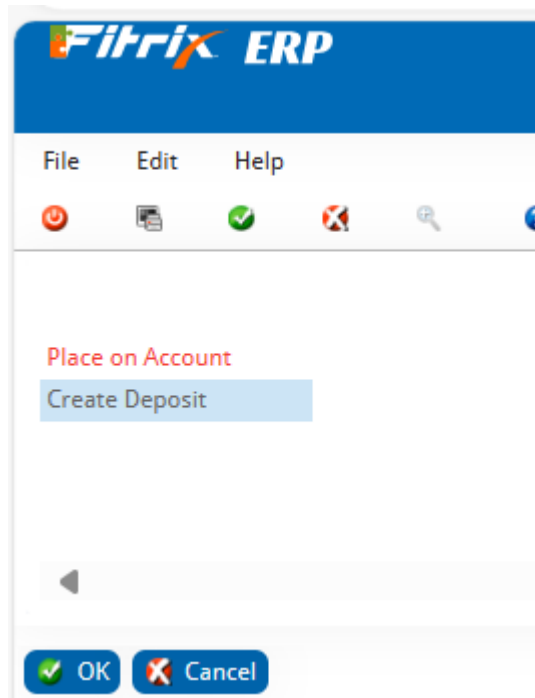 Fitrix ERP
File Edit Help
Place on Account
Create Deposit
OK Cancel